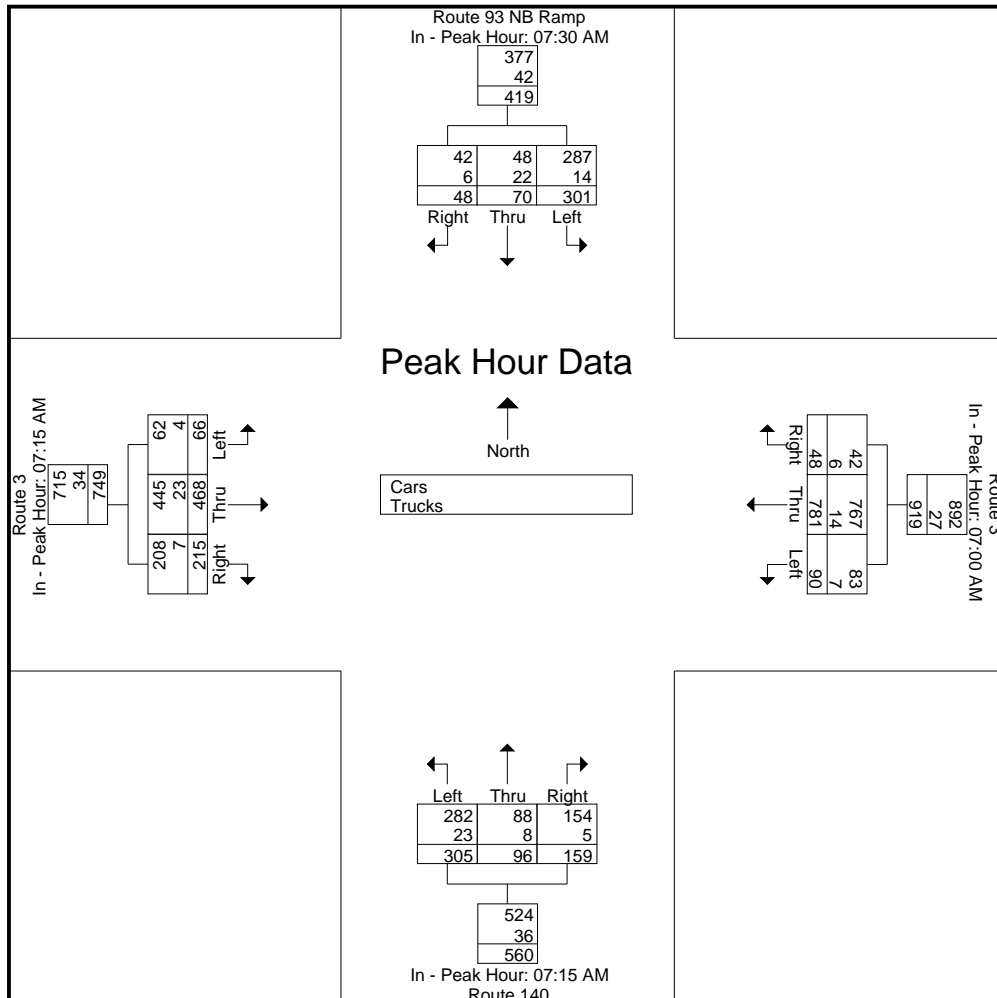 Route 93 NB Ramp
In - Peak Hour: 07:30 AM
377
42
419
42 48 287
6 22 14
48 70 301
Right Thru Left
Peak Hour Data
North
Cars
Trucks
Route 3
In - Peak Hour: 07:15 AM
715
34
749
62 445 208
4 23 7
66 468 215
Left Thru Right
Route 3
In - Peak Hour: 07:00 AM
892
27
919
42 767 83
6 14 7
48 781 90
Right Thru Left
Left Thru Right
282 88 154
23 8 5
305 96 159
524
36
560
In - Peak Hour: 07:15 AM
Route 140